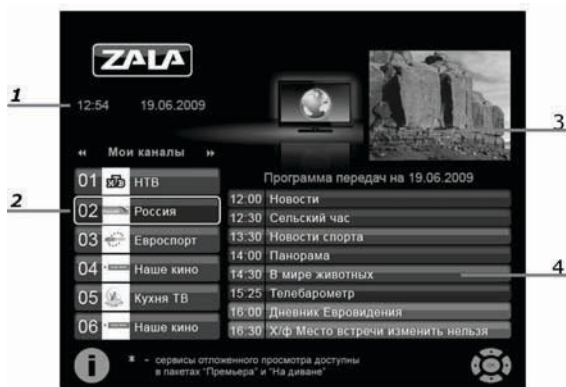 ZALA
1
12:54 19.06.2009
3
Мои каналы
Программа передач на 19.06.2009
01 НТВ
2
02 Россия
03 Евроспорт
04 Наше кино
05 Кухня ТВ
06 Наше кино
12:00 Новости
12:30 Сельский час
13:30 Новости спорта
14:00 Панорама
14:30 В мире животных
4
15:25 Телебарометр
16:00 Дневник Евровидения
16:30 Х/ф Место встречи изменить нельзя
i
* - сервисы отложенного просмотра доступны
в пакетах "Премьера" и "На диване"